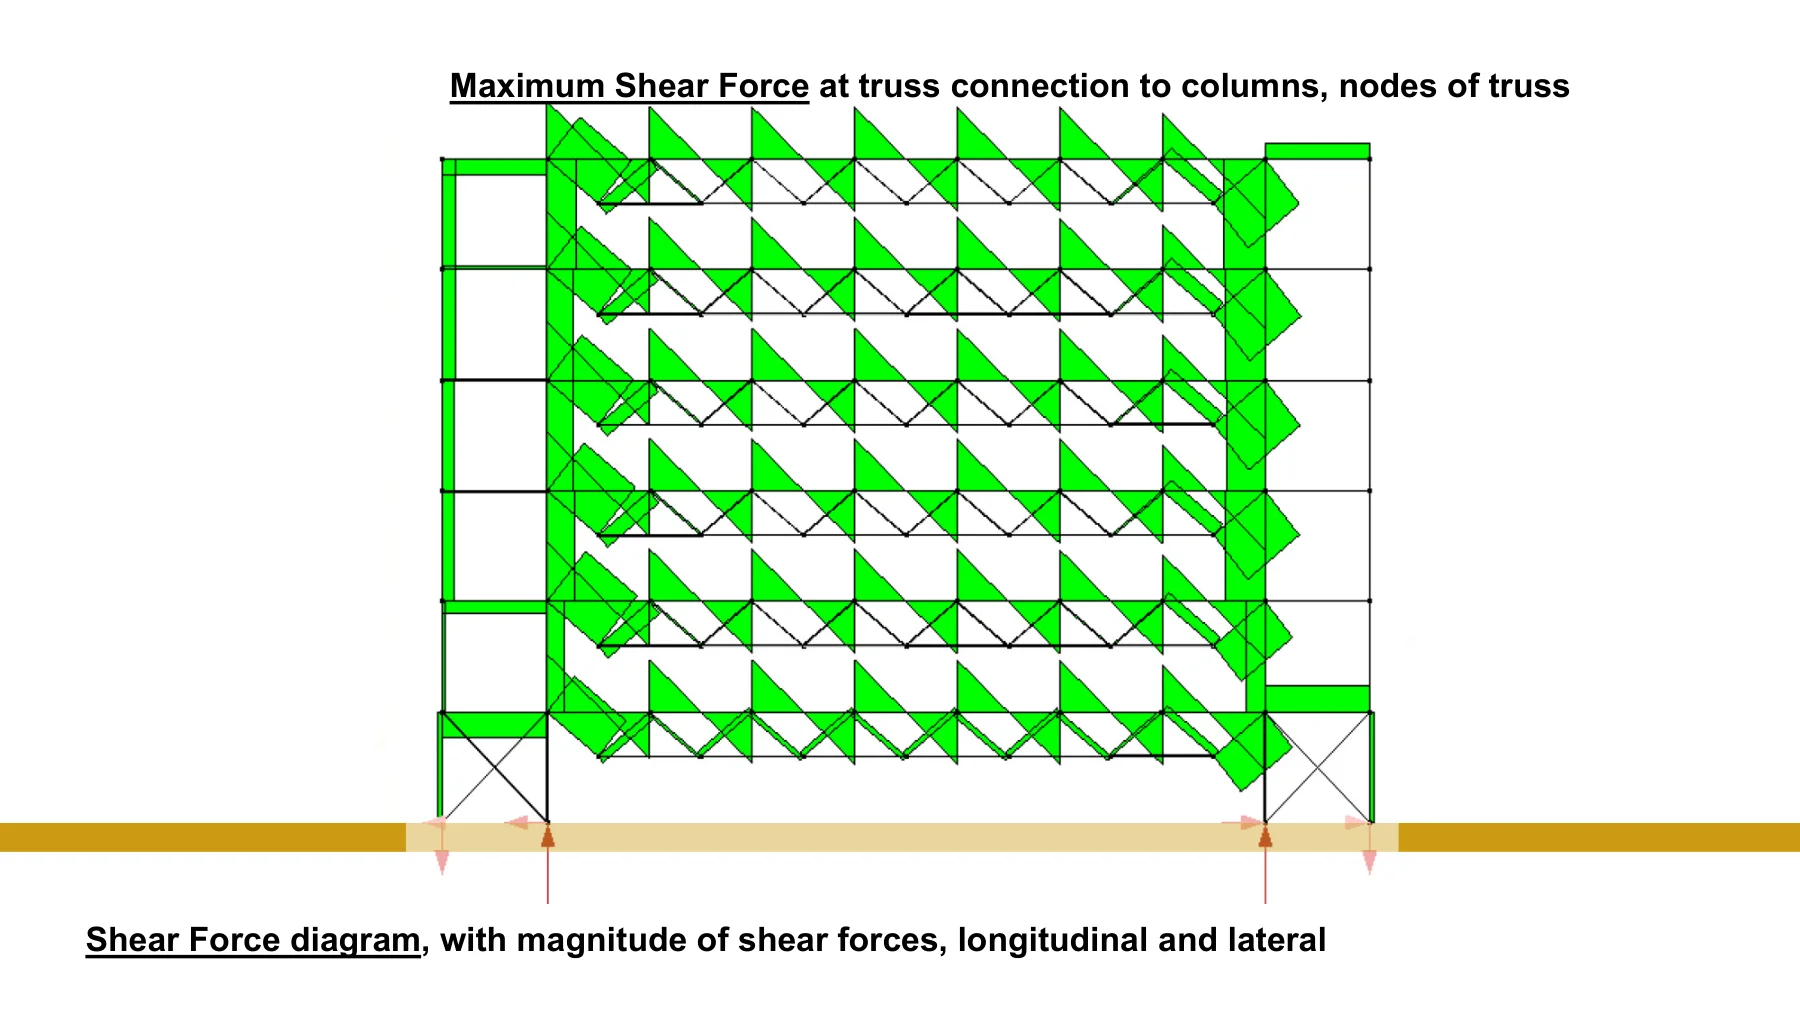 Maximum Shear Force at truss connection to columns, nodes of truss
Shear Force diagram, with magnitude of shear forces, longitudinal and lateral